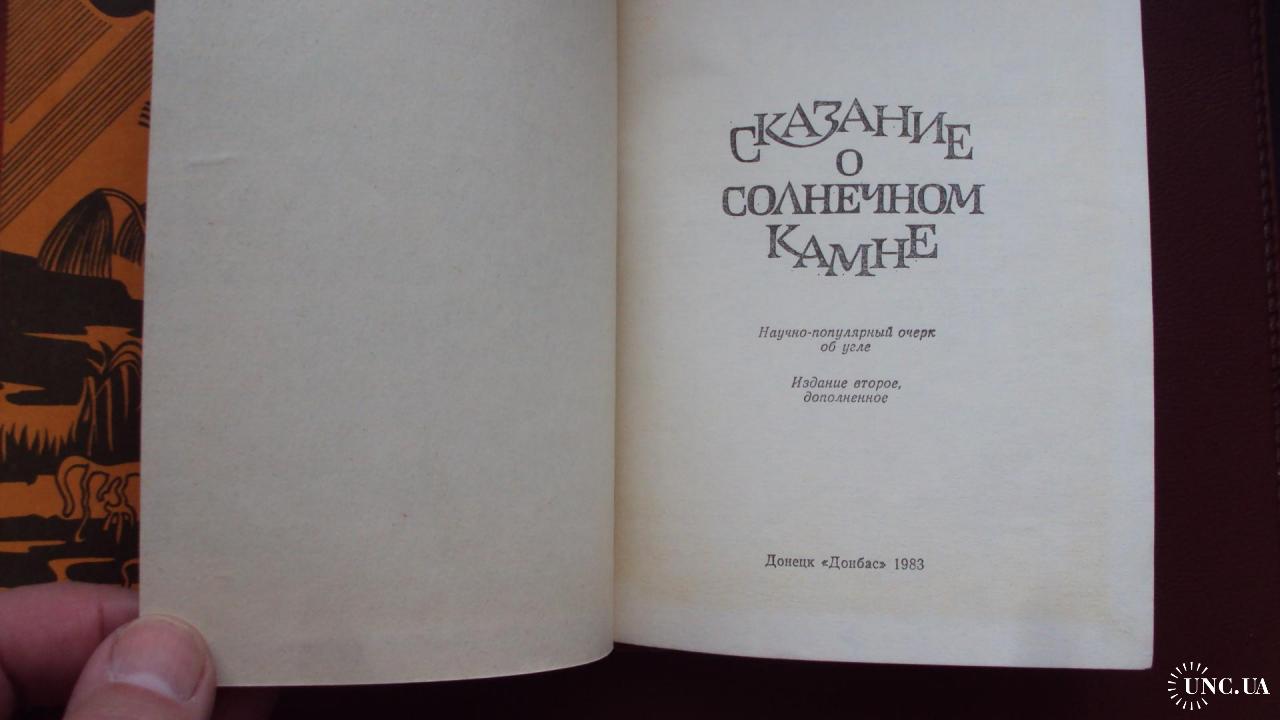 СКАЗАНИЕ
О
СОЛНЕЧНОМ
КАМНЕ
Научно-популярный очерк
об угле
Издание второе,
дополненное
Донецк «Донбас» 1983
UNC.UA